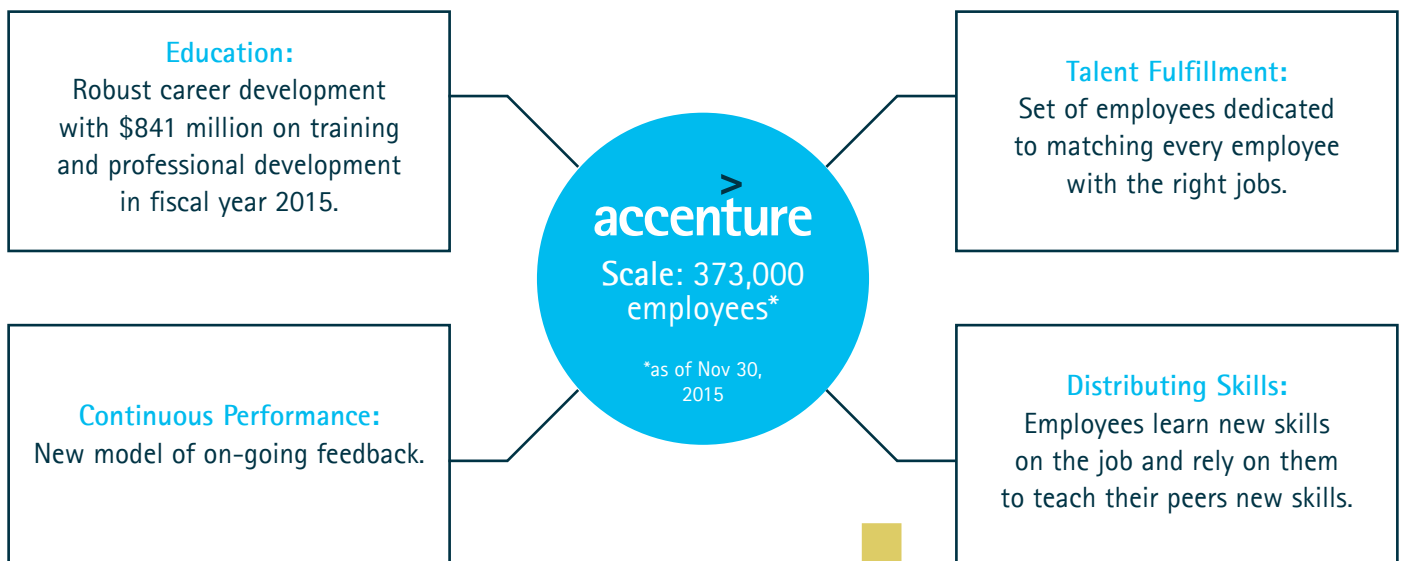 Education:
Robust career development
with $841 million on training
and professional development
in fiscal year 2015.
Talent Fulfillment:
Set of employees dedicated
to matching every employee
with the right jobs.
>
accenture
Scale: 373,000
employees*
*as of Nov 30,
2015
Continuous Performance:
New model of on-going feedback.
Distributing Skills:
Employees learn new skills
on the job and rely on them
to teach their peers new skills.